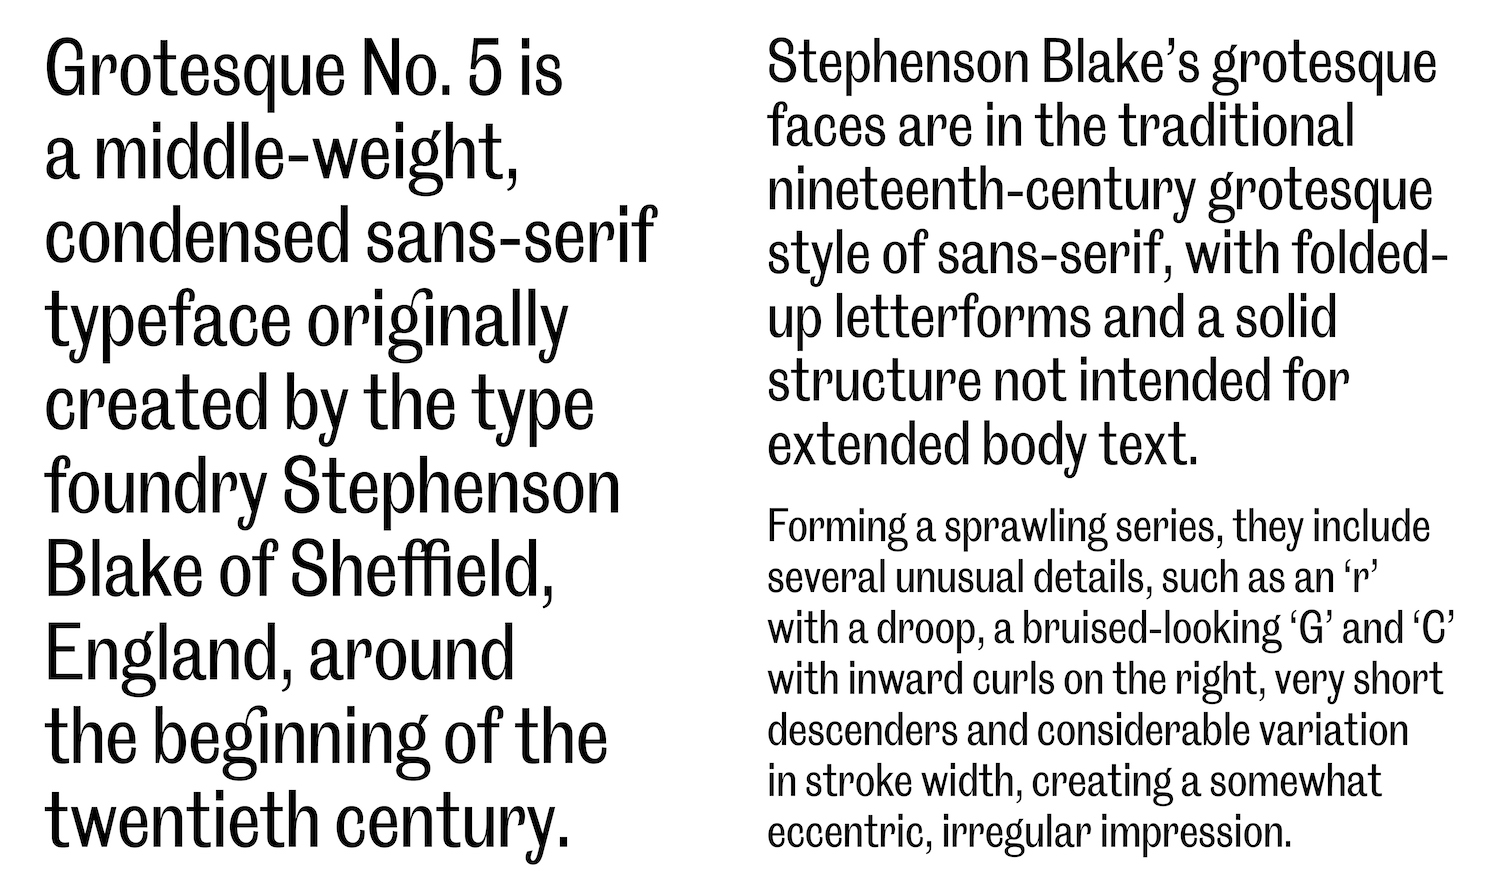 Grotesque No. 5 is
a middle-weight,
condensed sans-serif
typeface originally
created by the type
foundry Stephenson
Blake of Sheffield,
England, around
the beginning of the
twentieth century.
Stephenson Blake’s grotesque
faces are in the traditional
nineteenth-century grotesque
style of sans-serif, with folded-
up letterforms and a solid
structure not intended for
extended body text.
Forming a sprawling series, they include
several unusual details, such as an ‘r’
with a droop, a bruised-looking ‘G’ and ‘C’
with inward curls on the right, very short
descenders and considerable variation
in stroke width, creating a somewhat
eccentric, irregular impression.